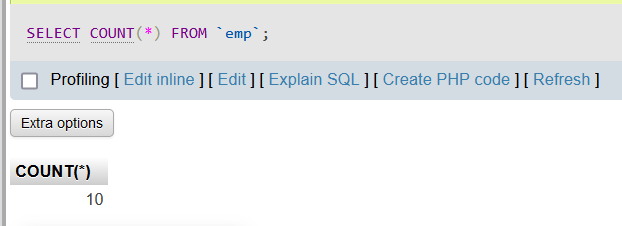 SELECT COUNT(*) FROM `emp`;
Profiling [ Edit inline ] [ Edit ] [ Explain SQL ] [ Create PHP code ] [ Refresh ]
Extra options
COUNT(*)
10